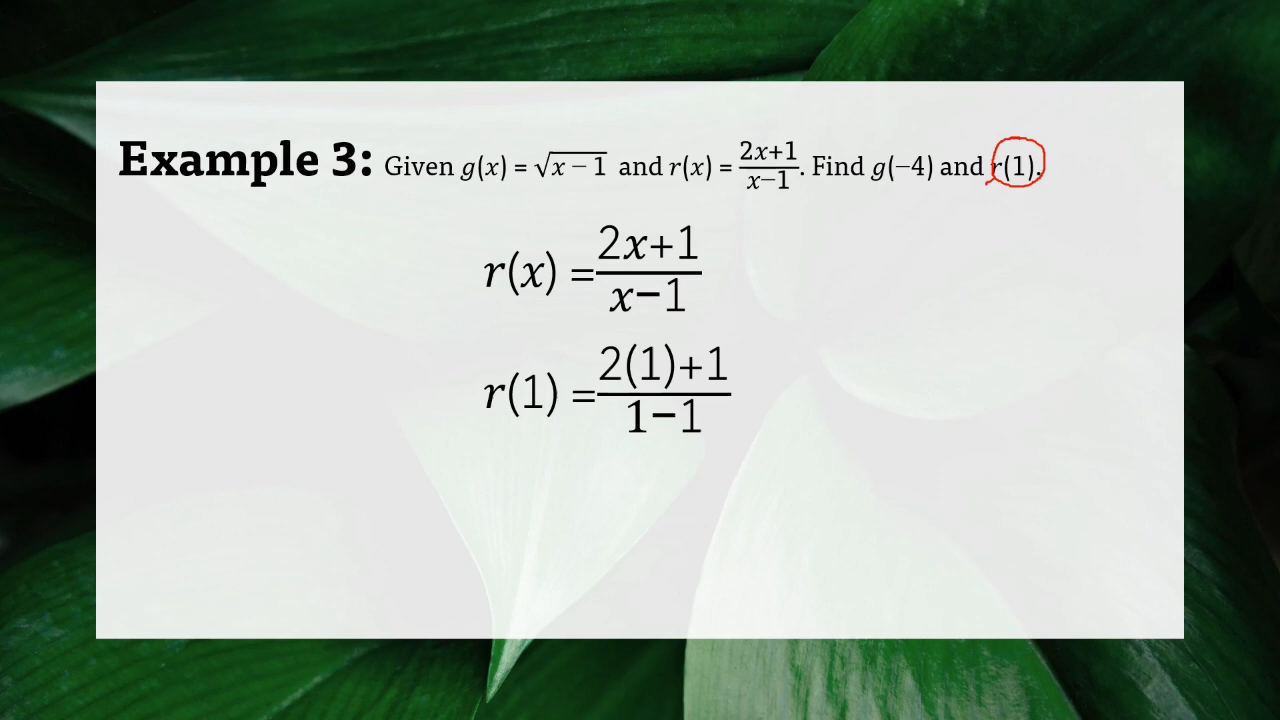 Example 3: Given g(x) = √(x − 1) and r(x) = (2x+1)/(x−1). Find g(−4) and r(1).
r(x) = (2x+1)/(x−1)
r(1) = (2(1)+1)/(1−1)